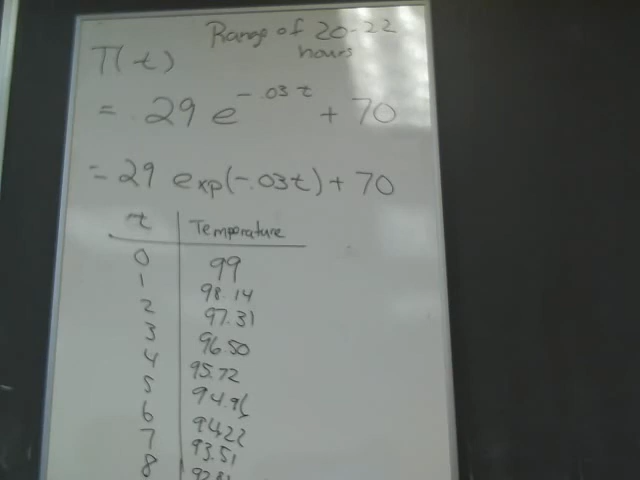 Range of 20-22
hours
T(t)
= 29 e^-.03t + 70
= 29 exp(-.03t) + 70
t Temperature
0 99
1 98.14
2 97.31
3 96.50
4 95.72
5 94.96
6 94.22
7 93.51
8